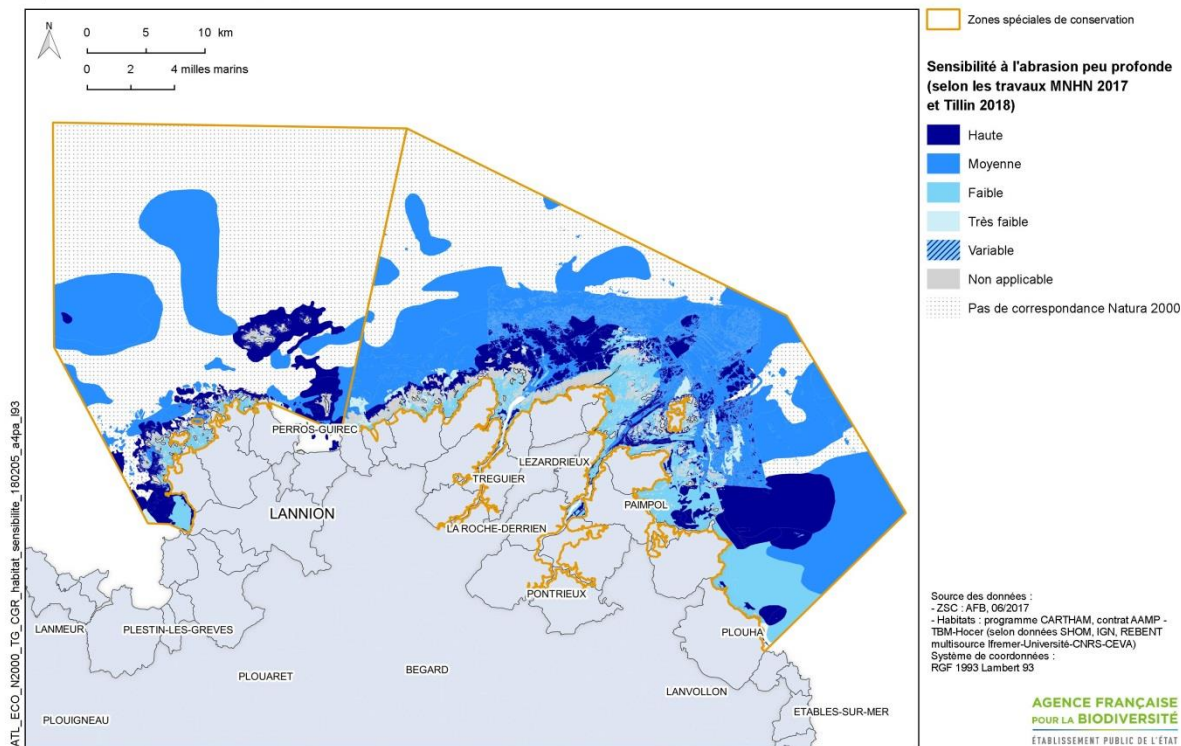 N
0 5 10 km
0 2 4 milles marins
Zones spéciales de conservation
Sensibilité à l'abrasion peu profonde
(selon les travaux MNHN 2017
et Tillin 2018)
Haute
Moyenne
Faible
Très faible
Variable
Non applicable
Pas de correspondance Natura 2000
PERROS-GUIREC
LEZARDRIEUX
TREGUIER
LANNION
PAIMPOL
LA ROCHE-DERRIEN
PONTRIEUX
LANMEUR
PLESTIN-LES-GREVES
PLOUHA
PLOUARET
BEGARD
LANVOLLON
ETABLES-SUR-MER
PLOUIGNEAU
ATL_ECO_N2000_TG_CGR_habitat_sensibilite_180205_a4pa_l93
Source des données :
- ZSC : AFB, 06/2017
- Habitats : programme CARTHAM, contrat AAMP -
TBM-Hocer (selon données SHOM, IGN, REBENT
multisource Ifremer-Université-CNRS-CEVA)
Système de coordonnées :
RGF 1993 Lambert 93
AGENCE FRANÇAISE
POUR LA BIODIVERSITÉ
ÉTABLISSEMENT PUBLIC DE L'ÉTAT